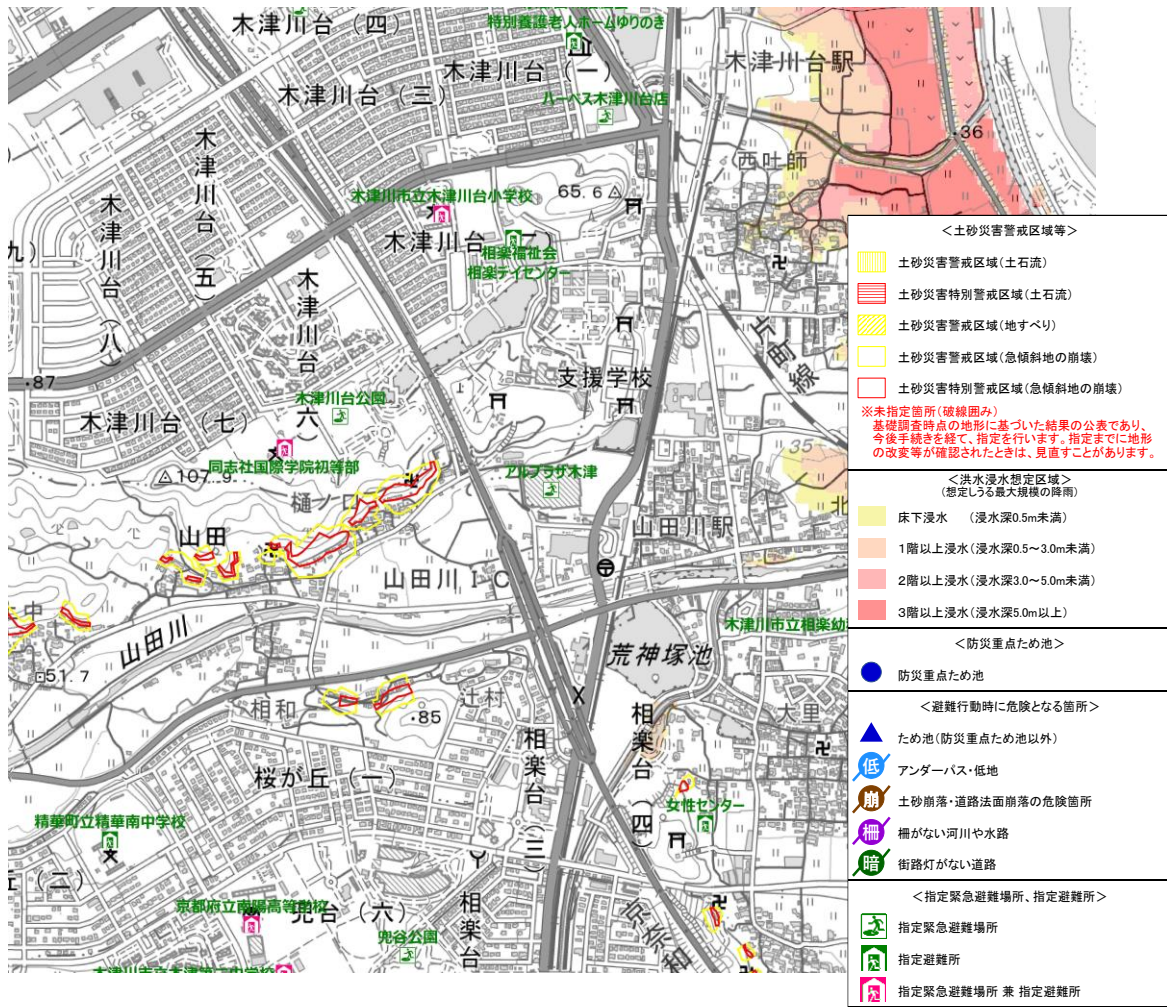 木津川台(四)
特別養護老人ホームゆりのき
木津川台(一)
木津川台駅
木津川台(三)
ハーベス木津川台店
80
・36
木津川台(五)
西吐師
木津川市立木津川台小学校
65.6
木津川台(二)
木津川台(八)
九)
相楽福祉会
相楽デイセンター
木津川台(六)
片町線
・87
支援学校
木津川台公園
木津川台(七)
35
同志社国際学院初等部
107.9
アルプラザ木津
樋ノ口
北
山田川駅
山田
山田川IC
中
木津川市立相楽幼
山田川
荒神塚池
51.7
相和
・85
辻村
大里
相楽台(四)
相楽台(三)
桜が丘(一)
女性センター
精華町立精華南中学校
丘(二)
京都府立南陽高等学校
兜台(六)
相楽台
京奈和
兜谷公園
木津川市立木津第二中学校
<土砂災害警戒区域等>
土砂災害警戒区域(土石流)
土砂災害特別警戒区域(土石流)
土砂災害警戒区域(地すべり)
土砂災害警戒区域(急傾斜地の崩壊)
土砂災害特別警戒区域(急傾斜地の崩壊)
※未指定箇所(破線囲み)
基礎調査時点の地形に基づいた結果の公表であり、
今後手続きを経て、指定を行います。指定までに地形
の改変等が確認されたときは、見直すことがあります。
<洪水浸水想定区域>
(想定しうる最大規模の降雨)
床下浸水 (浸水深0.5m未満)
1階以上浸水(浸水深0.5~3.0m未満)
2階以上浸水(浸水深3.0~5.0m未満)
3階以上浸水(浸水深5.0m以上)
<防災重点ため池>
防災重点ため池
<避難行動時に危険となる箇所>
ため池(防災重点ため池以外)
低 アンダーパス・低地
崩 土砂崩落・道路法面崩落の危険箇所
柵 柵がない河川や水路
暗 街路灯がない道路
<指定緊急避難場所、指定避難所>
指定緊急避難場所
指定避難所
指定緊急避難場所 兼 指定避難所